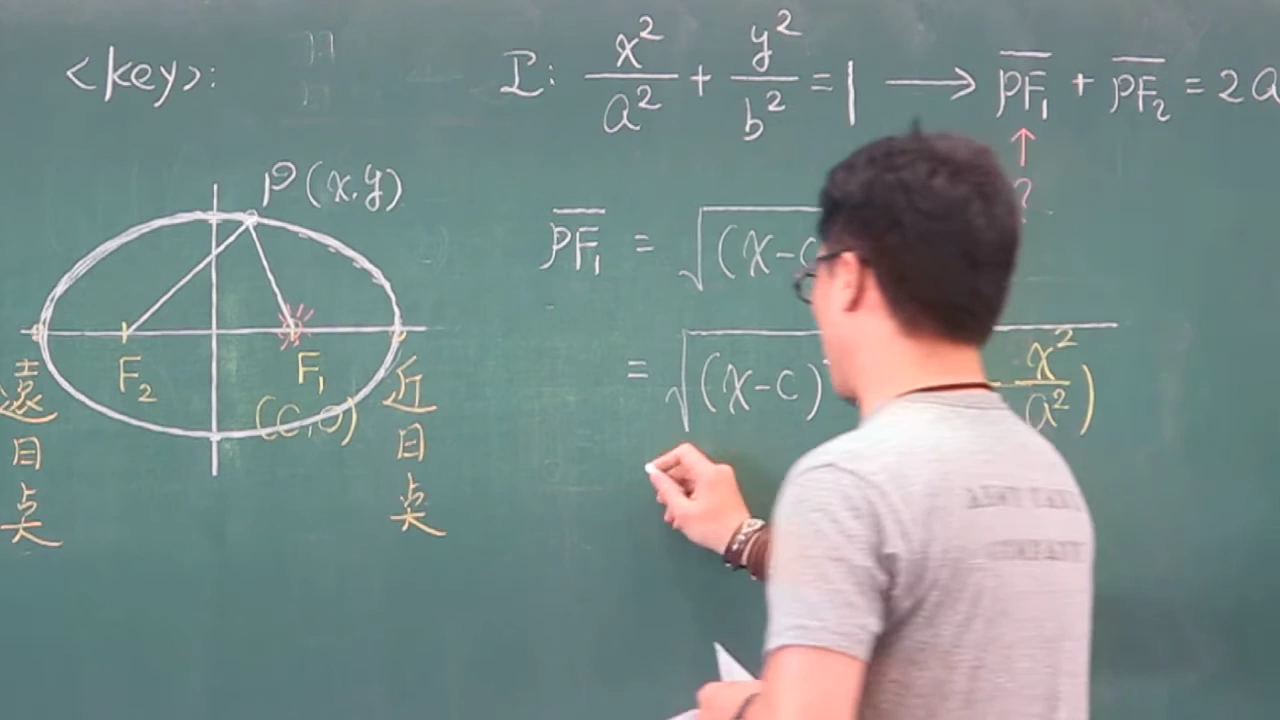 <key>:
Γ: x²/a² + y²/b² = 1 → PF₁ + PF₂ = 2a
↑
?
P(x,y)
PF₁ = √(x-c
= √(x-c) - x²/a²)
F₂
F₁
(c,0)
遠日点
近日点